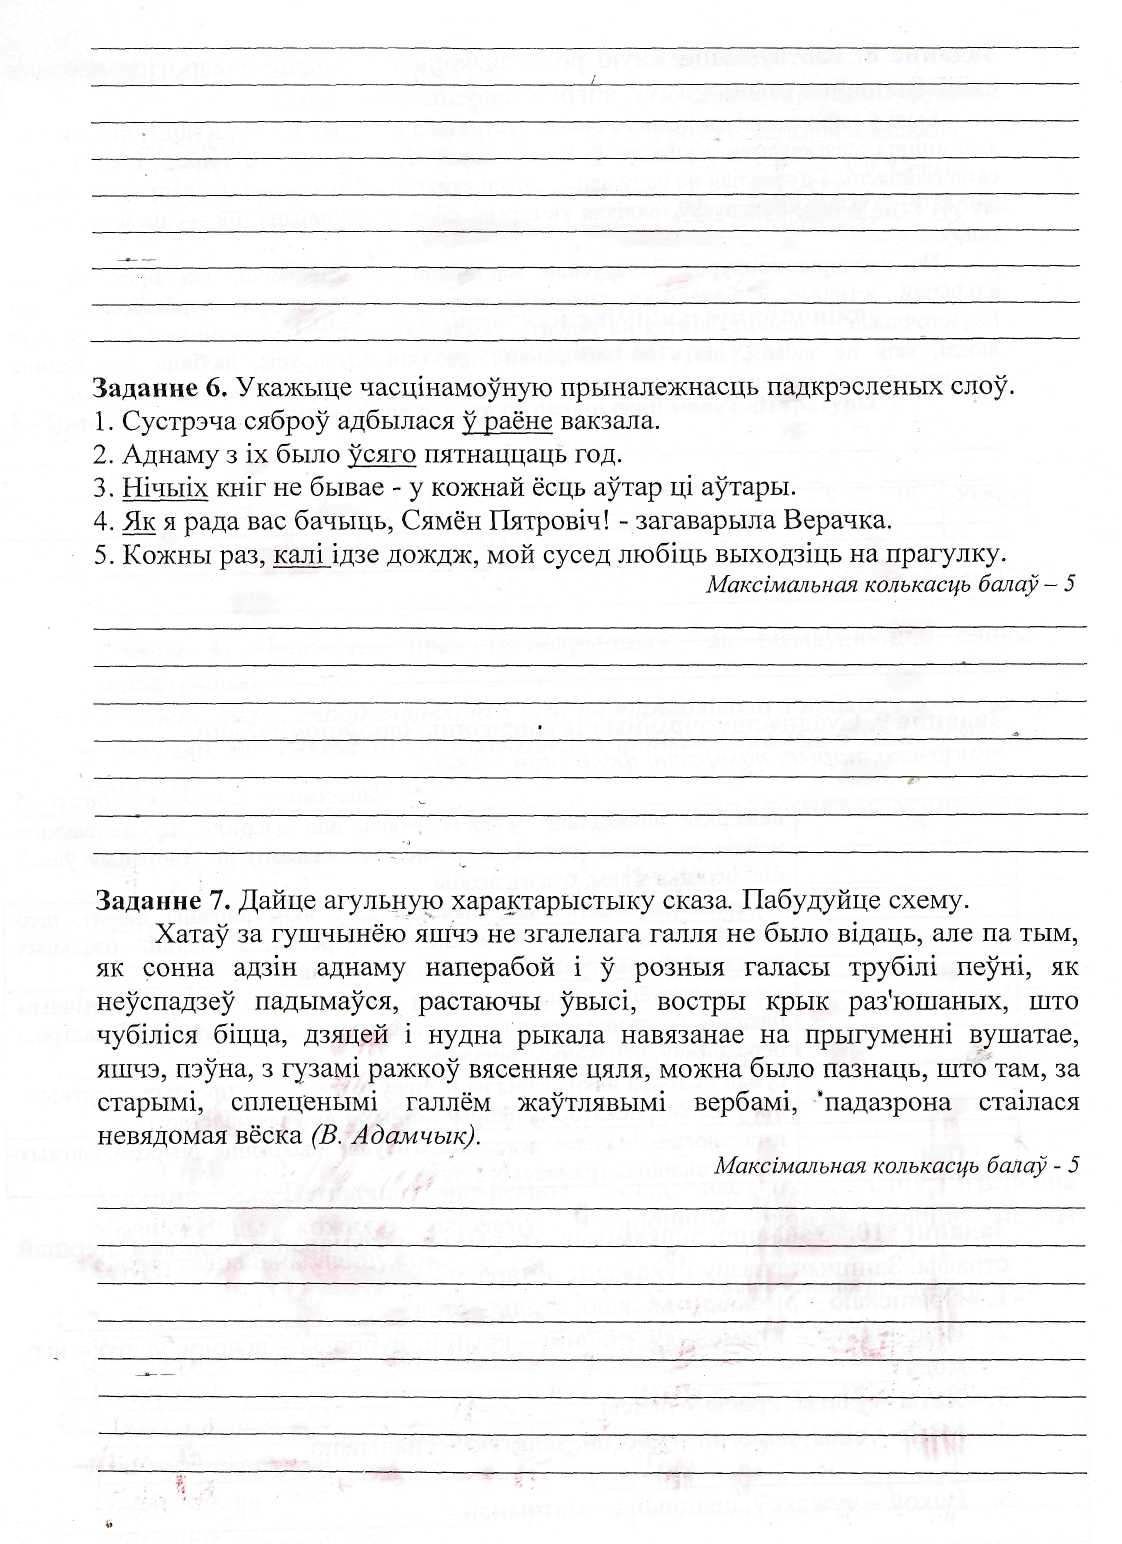 Заданне 6. Укажыце часцінамоўную прыналежнасць падкрэсленых слоў.
1. Сустрэча сяброў адбылася ў раёне вакзала.
2. Аднаму з іх было ўсяго пятнаццаць год.
3. Нічыіх кніг не бывае - у кожнай ёсць аўтар ці аўтары.
4. Як я рада вас бачыць, Сямён Пятровіч! - загаварыла Верачка.
5. Кожны раз, калі ідзе дождж, мой сусед любіць выходзіць на прагулку.
Максімальная колькасць балаў – 5
Заданне 7. Дайце агульную характарыстыку сказа. Пабудуйце схему.
Хатаў за гушчынёю яшчэ не згалелага галля не было відаць, але па тым,
як сонна адзін аднаму наперабой і ў розныя галасы трубілі пеўні, як
неўспадзеў падымаўся, растаючы ўвысі, востры крык раз'юшаных, што
чубіліся біцца, дзяцей і нудна рыкала навязанае на прыгуменні вушатае,
яшчэ, пэўна, з гузамі ражкоў вясенняе цяля, можна было пазнаць, што там, за
старымі, сплеценымі галлём жаўтлявымі вербамі, падазрона стаілася
невядомая вёска (В. Адамчык).
Максімальная колькасць балаў - 5